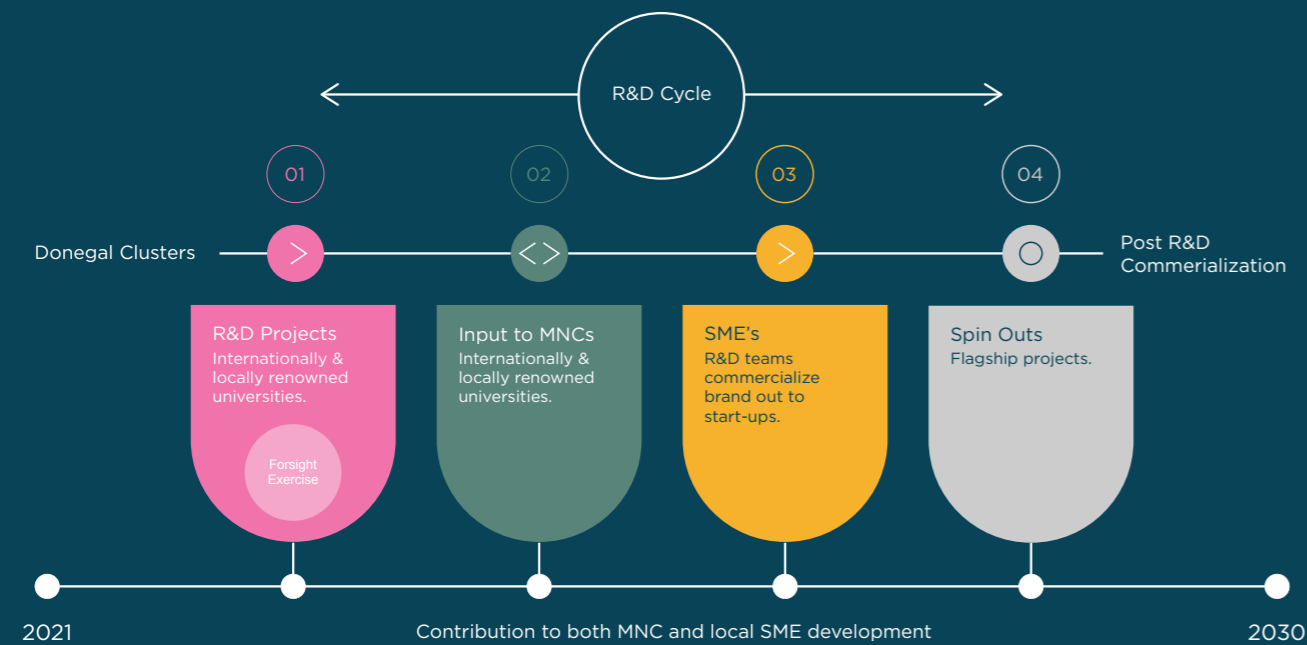 R&D Cycle
01
02
03
04
Donegal Clusters
Post R&D
Commerialization
R&D Projects
Internationally &
locally renowned
universities.
Forsight
Exercise
Input to MNCs
Internationally &
locally renowned
universities.
SME's
R&D teams
commercialize
brand out to
start-ups.
Spin Outs
Flagship projects.
2021
Contribution to both MNC and local SME development
2030